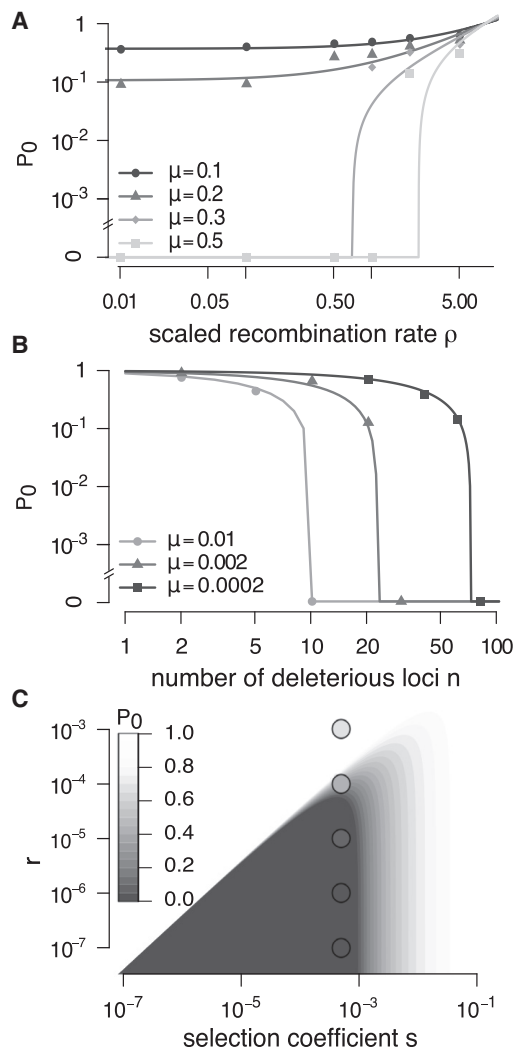 A
1
10⁻¹
10⁻²
10⁻³
0
P₀
μ=0.1
μ=0.2
μ=0.3
μ=0.5
0.01 0.05 0.50 5.00
scaled recombination rate ρ
B
1
10⁻¹
10⁻²
10⁻³
0
P₀
μ=0.01
μ=0.002
μ=0.0002
1 2 5 10 20 50 100
number of deleterious loci n
C
P₀
1.0
0.8
0.6
0.4
0.2
0.0
10⁻³
10⁻⁴
10⁻⁵
10⁻⁶
10⁻⁷
r
10⁻⁷ 10⁻⁵ 10⁻³ 10⁻¹
selection coefficient s